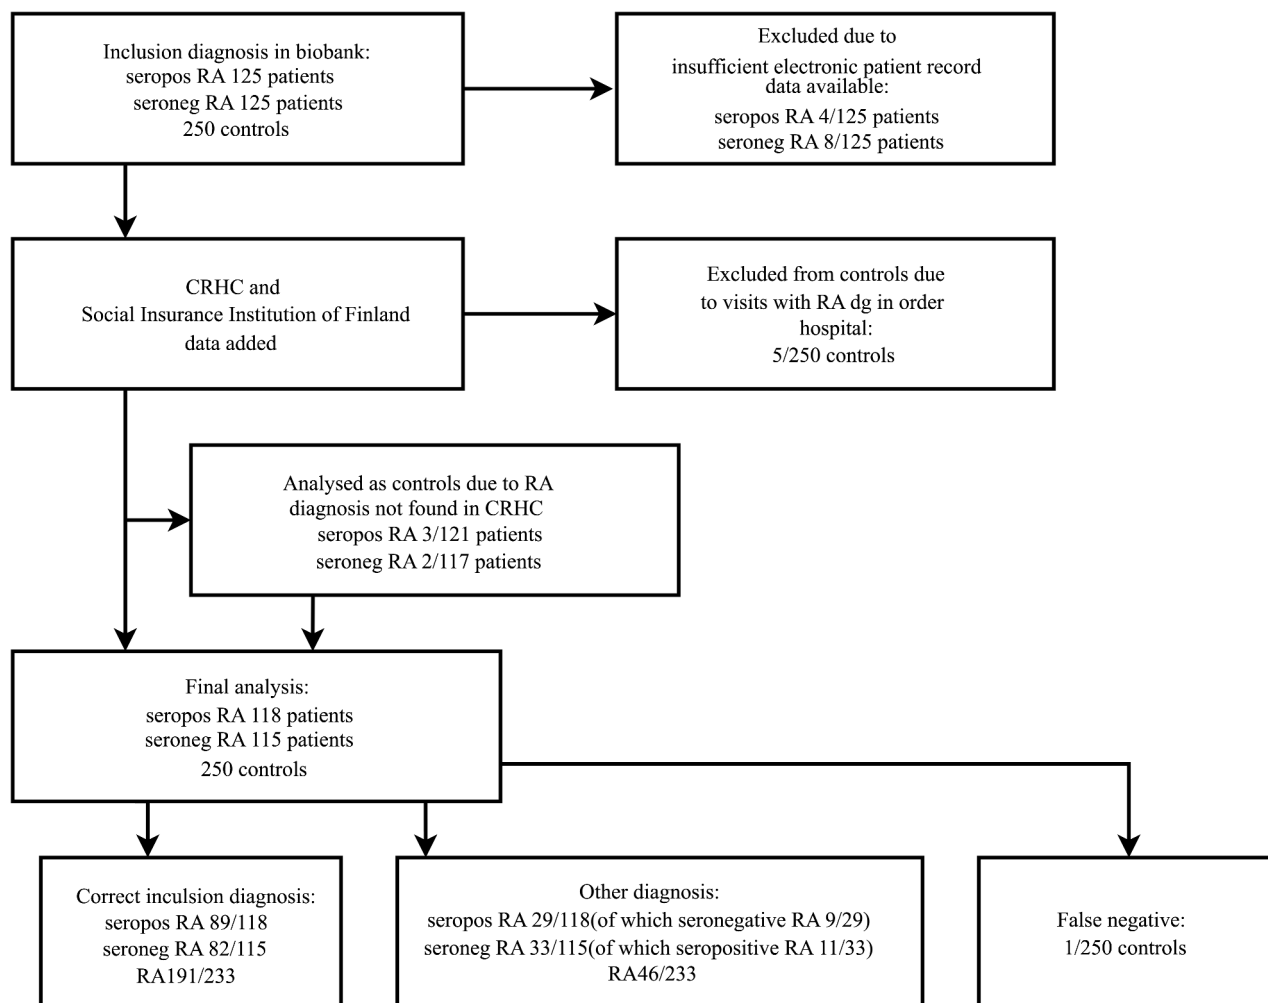 Inclusion diagnosis in biobank:
seropos RA 125 patients
seroneg RA 125 patients
250 controls
Excluded due to
insufficient electronic patient record
data available:
seropos RA 4/125 patients
seroneg RA 8/125 patients
CRHC and
Social Insurance Institution of Finland
data added
Excluded from controls due
to visits with RA dg in order
hospital:
5/250 controls
Analysed as controls due to RA
diagnosis not found in CRHC
seropos RA 3/121 patients
seroneg RA 2/117 patients
Final analysis:
seropos RA 118 patients
seroneg RA 115 patients
250 controls
Correct inculsion diagnosis:
seropos RA 89/118
seroneg RA 82/115
RA191/233
Other diagnosis:
seropos RA 29/118(of which seronegative RA 9/29)
seroneg RA 33/115(of which seropositive RA 11/33)
RA46/233
False negative:
1/250 controls